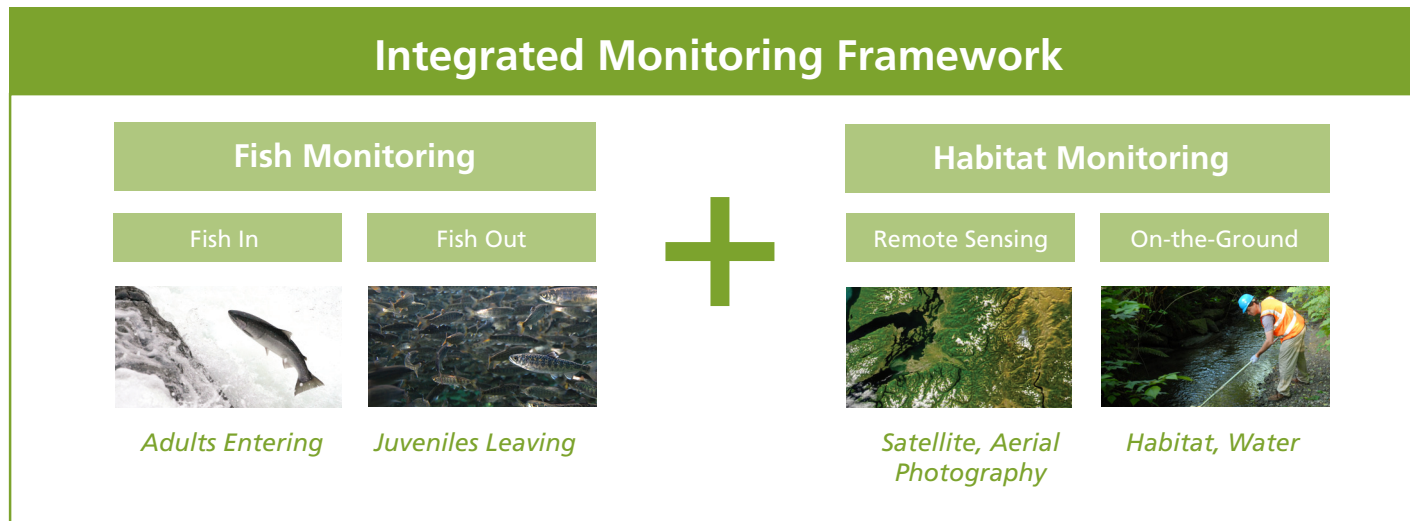 Integrated Monitoring Framework
Fish Monitoring
Fish In
Fish Out
Adults Entering
Juveniles Leaving
+
Habitat Monitoring
Remote Sensing
On-the-Ground
Satellite, Aerial
Photography
Habitat, Water